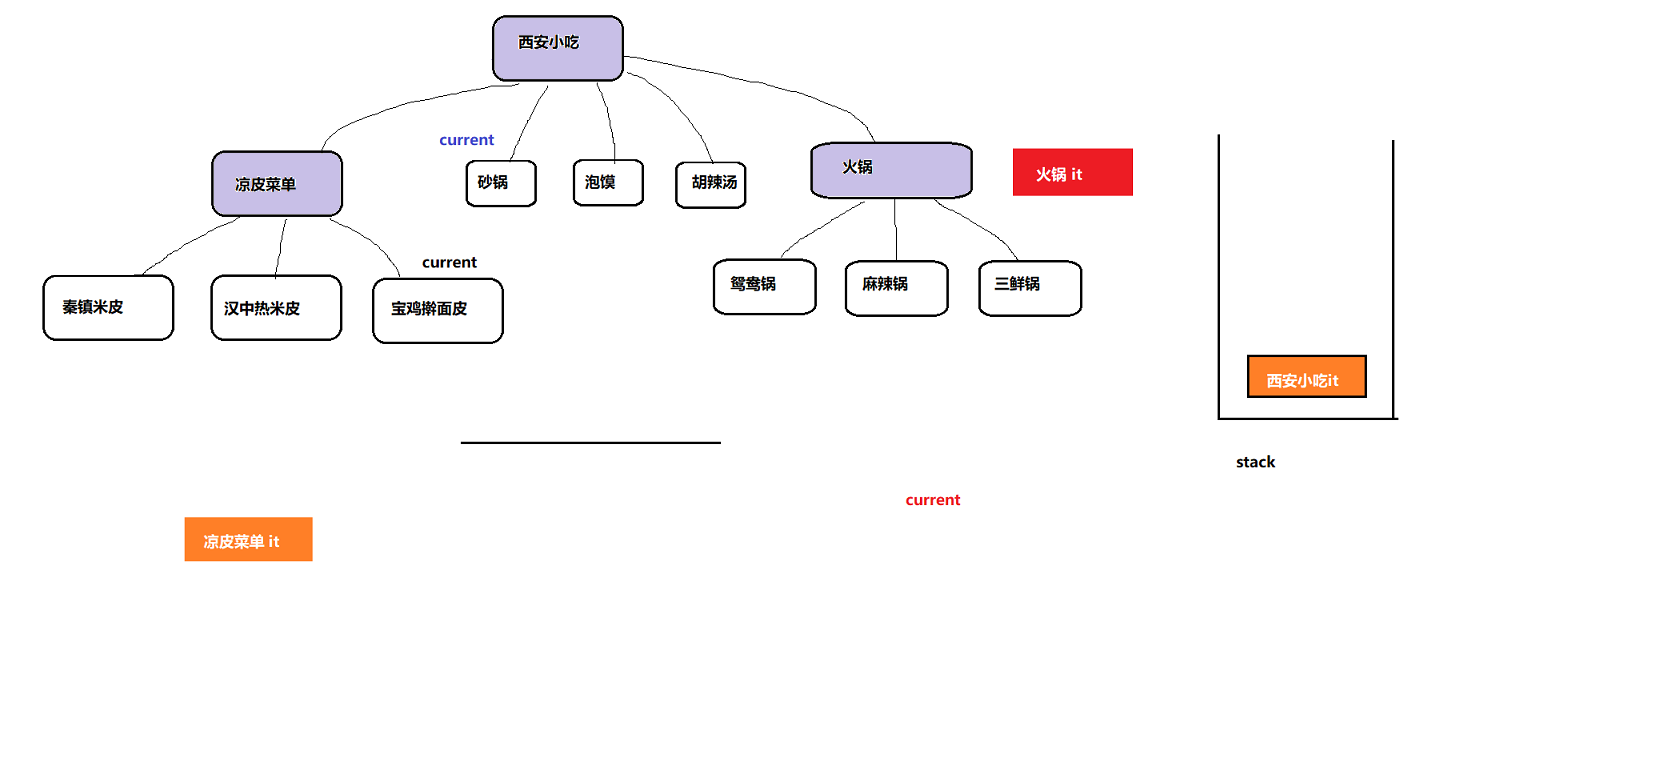 西安小吃
current
凉皮菜单
砂锅
泡馍
胡辣汤
火锅
火锅 it
current
秦镇米皮
汉中热米皮
宝鸡擀面皮
鸳鸯锅
麻辣锅
三鲜锅
西安小吃it
stack
current
凉皮菜单 it